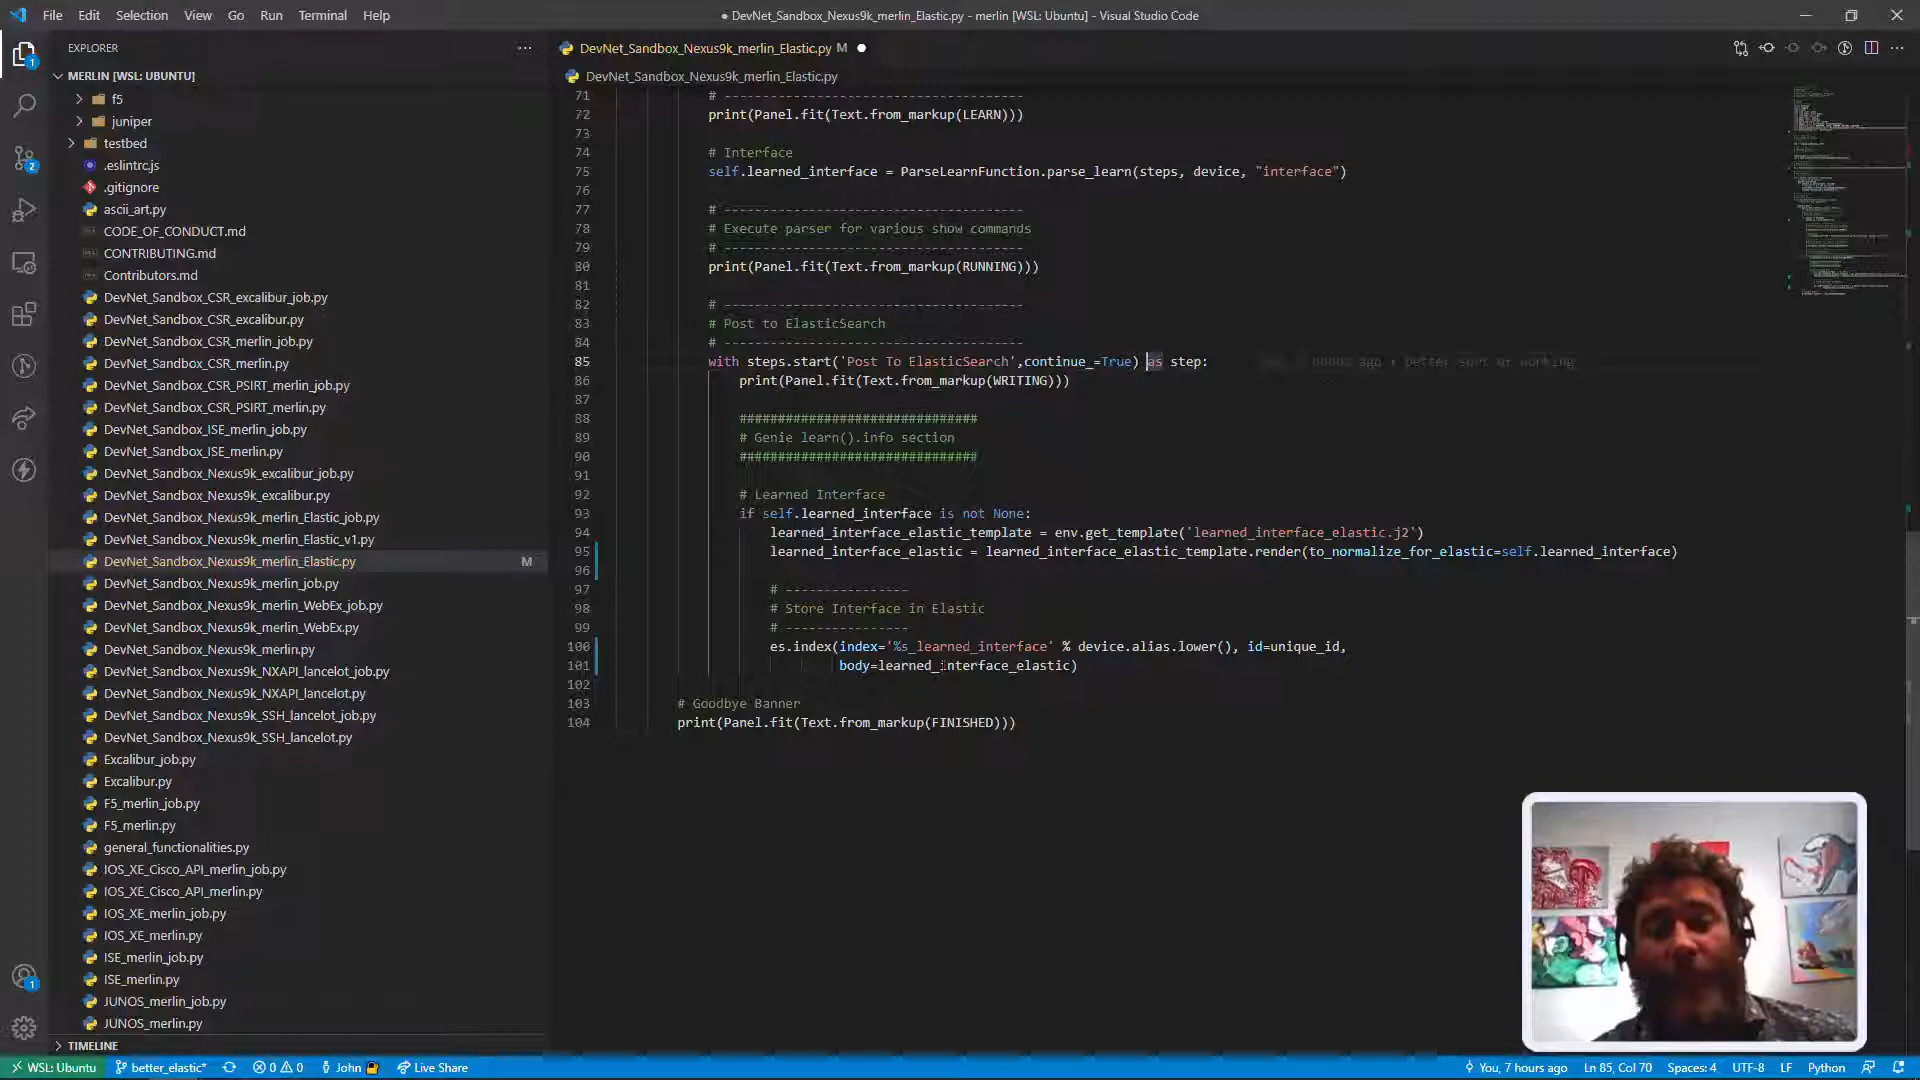 File Edit Selection View Go Run Terminal Help
● DevNet_Sandbox_Nexus9k_merlin_Elastic.py - merlin [WSL: Ubuntu] - Visual Studio Code
EXPLORER
MERLIN [WSL: UBUNTU]
f5
juniper
testbed
.eslintrc.js
.gitignore
ascii_art.py
CODE_OF_CONDUCT.md
CONTRIBUTING.md
Contributors.md
DevNet_Sandbox_CSR_excalibur_job.py
DevNet_Sandbox_CSR_excalibur.py
DevNet_Sandbox_CSR_merlin_job.py
DevNet_Sandbox_CSR_merlin.py
DevNet_Sandbox_CSR_PSIRT_merlin_job.py
DevNet_Sandbox_CSR_PSIRT_merlin.py
DevNet_Sandbox_ISE_merlin_job.py
DevNet_Sandbox_ISE_merlin.py
DevNet_Sandbox_Nexus9k_excalibur_job.py
DevNet_Sandbox_Nexus9k_excalibur.py
DevNet_Sandbox_Nexus9k_merlin_Elastic_job.py
DevNet_Sandbox_Nexus9k_merlin_Elastic_v1.py
DevNet_Sandbox_Nexus9k_merlin_Elastic.py M
DevNet_Sandbox_Nexus9k_merlin_job.py
DevNet_Sandbox_Nexus9k_merlin_WebEx_job.py
DevNet_Sandbox_Nexus9k_merlin_WebEx.py
DevNet_Sandbox_Nexus9k_merlin.py
DevNet_Sandbox_Nexus9k_NXAPI_lancelot_job.py
DevNet_Sandbox_Nexus9k_NXAPI_lancelot.py
DevNet_Sandbox_Nexus9k_SSH_lancelot_job.py
DevNet_Sandbox_Nexus9k_SSH_lancelot.py
Excalibur_job.py
Excalibur.py
F5_merlin_job.py
F5_merlin.py
general_functionalities.py
IOS_XE_Cisco_API_merlin_job.py
IOS_XE_Cisco_API_merlin.py
IOS_XE_merlin_job.py
IOS_XE_merlin.py
ISE_merlin_job.py
ISE_merlin.py
JUNOS_merlin_job.py
JUNOS_merlin.py
TIMELINE
DevNet_Sandbox_Nexus9k_merlin_Elastic.py M ●
DevNet_Sandbox_Nexus9k_merlin_Elastic.py
71 # ---------------------------------------
72 print(Panel.fit(Text.from_markup(LEARN)))
73
74 # Interface
75 self.learned_interface = ParseLearnFunction.parse_learn(steps, device, "interface")
76
77 # ---------------------------------------
78 # Execute parser for various show commands
79 # ---------------------------------------
80 print(Panel.fit(Text.from_markup(RUNNING)))
81
82 # ---------------------------------------
83 # Post to ElasticSearch
84 # ---------------------------------------
85 with steps.start('Post To ElasticSearch',continue_=True) as step:
86 print(Panel.fit(Text.from_markup(WRITING)))
87
88 ###############################
89 # Genie learn().info section
90 ###############################
91
92 # Learned Interface
93 if self.learned_interface is not None:
94 learned_interface_elastic_template = env.get_template('learned_interface_elastic.j2')
95 learned_interface_elastic = learned_interface_elastic_template.render(to_normalize_for_elastic=self.learned_interface)
96
97 # ----------------
98 # Store Interface in Elastic
99 # ----------------
100 es.index(index='%s_learned_interface' % device.alias.lower(), id=unique_id,
101 body=learned_interface_elastic)
102
103 # Goodbye Banner
104 print(Panel.fit(Text.from_markup(FINISHED)))
WSL: Ubuntu better_elastic* 0 0 John Live Share You, 7 hours ago Ln 85, Col 70 Spaces: 4 UTF-8 LF Python